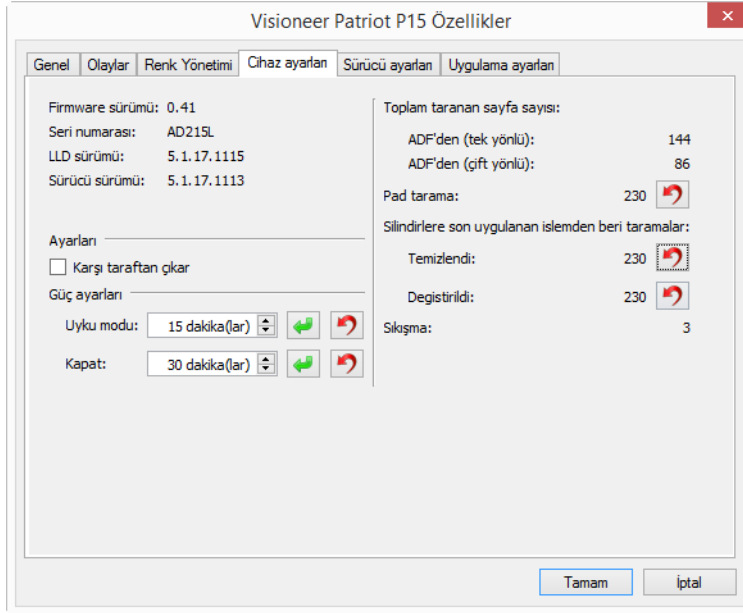 Visioneer Patriot P15 Özellikler
Genel Olaylar Renk Yönetimi Cihaz ayarları Sürücü ayarları Uygulama ayarları
Firmware sürümü: 0.41
Seri numarası: AD215L
LLD sürümü: 5.1.17.1115
Sürücü sürümü: 5.1.17.1113
Ayarları
Karşı taraftan çıkar
Güç ayarları
Uyku modu: 15 dakika(lar)
Kapat: 30 dakika(lar)
Toplam taranan sayfa sayısı:
ADF'den (tek yönlü): 144
ADF'den (çift yönlü): 86
Pad tarama: 230
Silindirlere son uygulanan islemden beri taramalar:
Temizlendi: 230
Degistirildi: 230
Sıkışma: 3
Tamam İptal